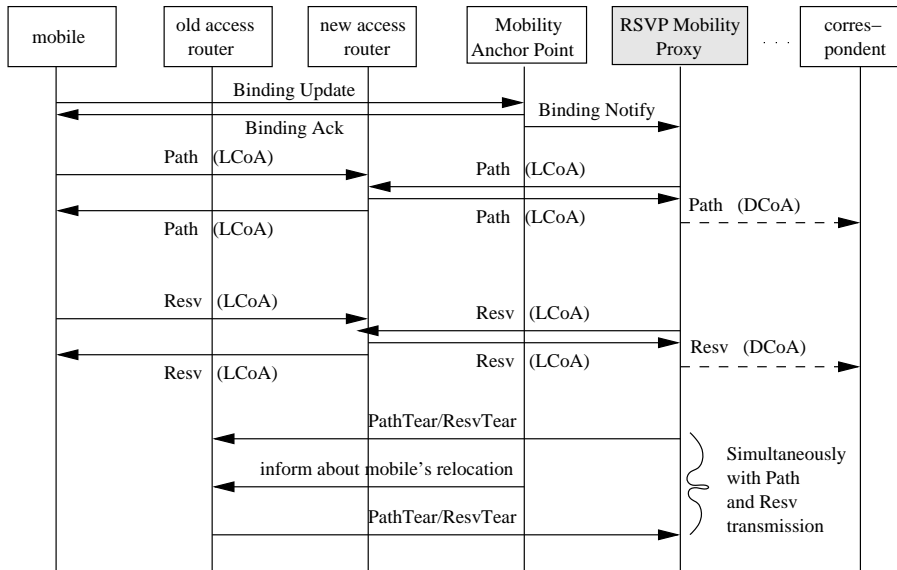 mobile
old access
router
new access
router
Mobility
Anchor Point
RSVP Mobility
Proxy
. . .
corres–
pondent
Binding Update
Binding Ack
Binding Notify
Path (LCoA)
Path (LCoA)
Path (LCoA)
Path (LCoA)
Path (DCoA)
Resv (LCoA)
Resv (LCoA)
Resv (LCoA)
Resv (LCoA)
Resv (DCoA)
PathTear/ResvTear
inform about mobile's relocation
PathTear/ResvTear
Simultaneously
with Path
and Resv
transmission